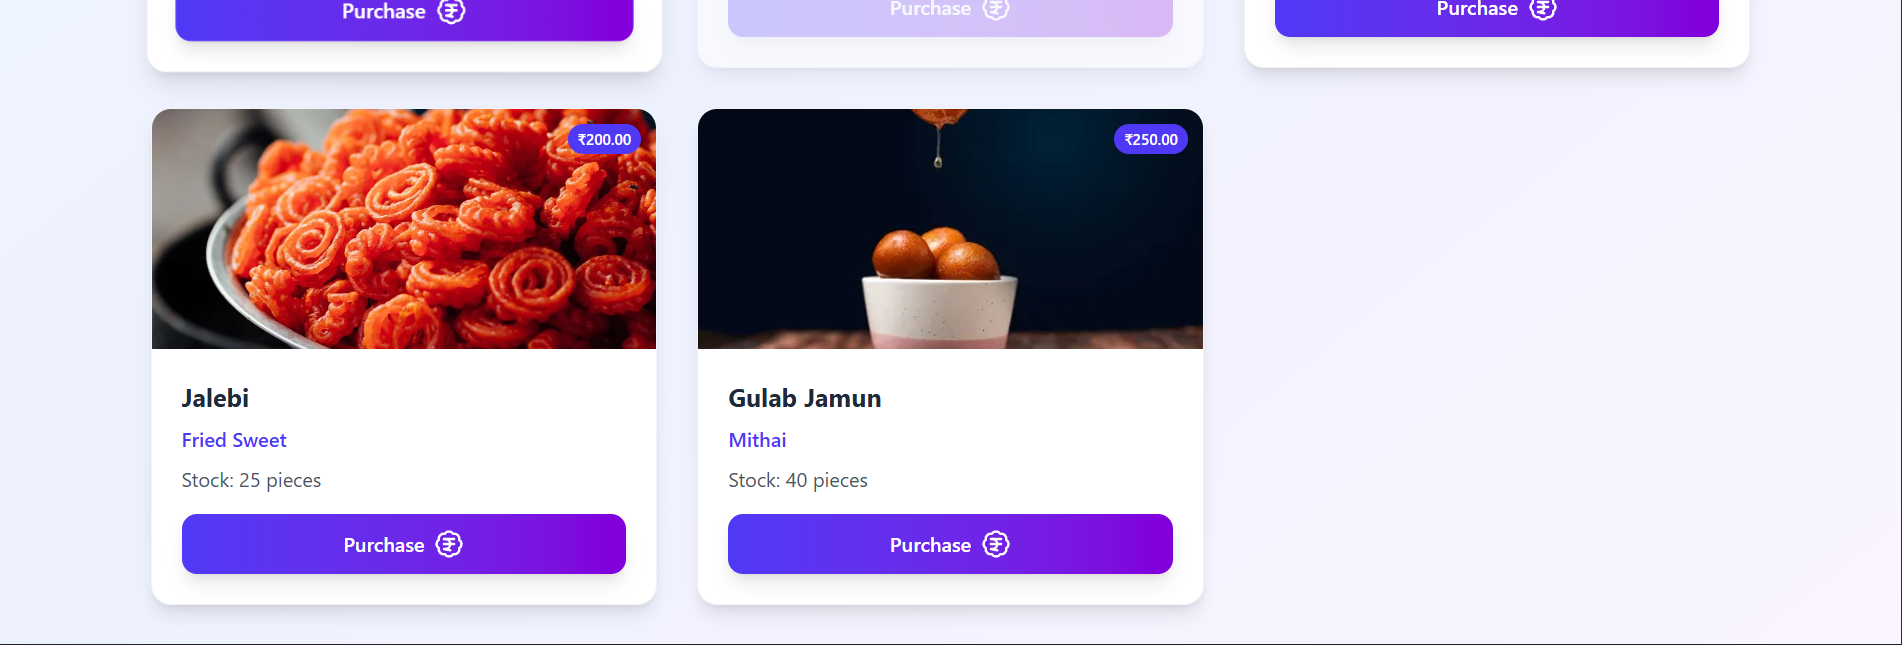 Purchase
Purchase
Purchase
₹200.00
₹250.00
Jalebi
Fried Sweet
Stock: 25 pieces
Purchase
Gulab Jamun
Mithai
Stock: 40 pieces
Purchase